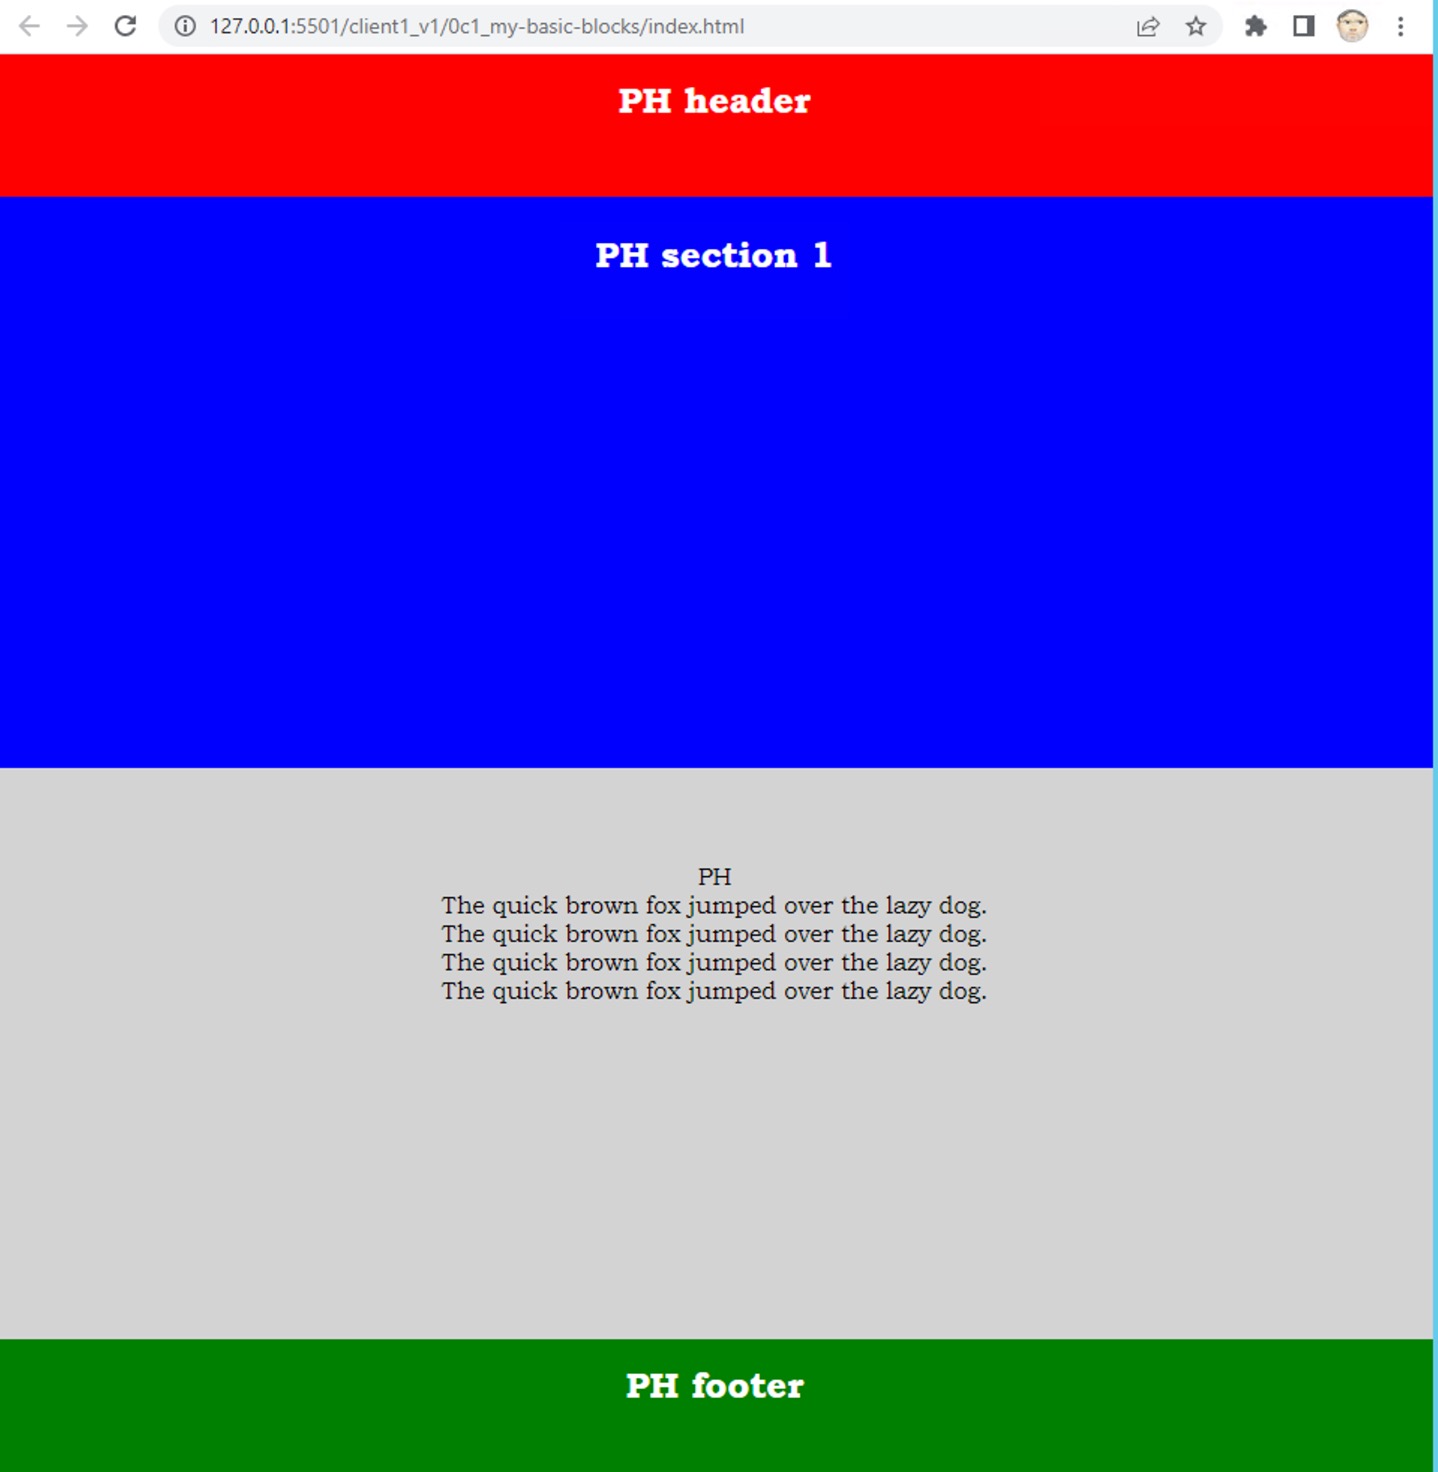 127.0.0.1:5501/client1_v1/0c1_my-basic-blocks/index.html
PH header
PH section 1
PH
The quick brown fox jumped over the lazy dog.
The quick brown fox jumped over the lazy dog.
The quick brown fox jumped over the lazy dog.
The quick brown fox jumped over the lazy dog.
PH footer